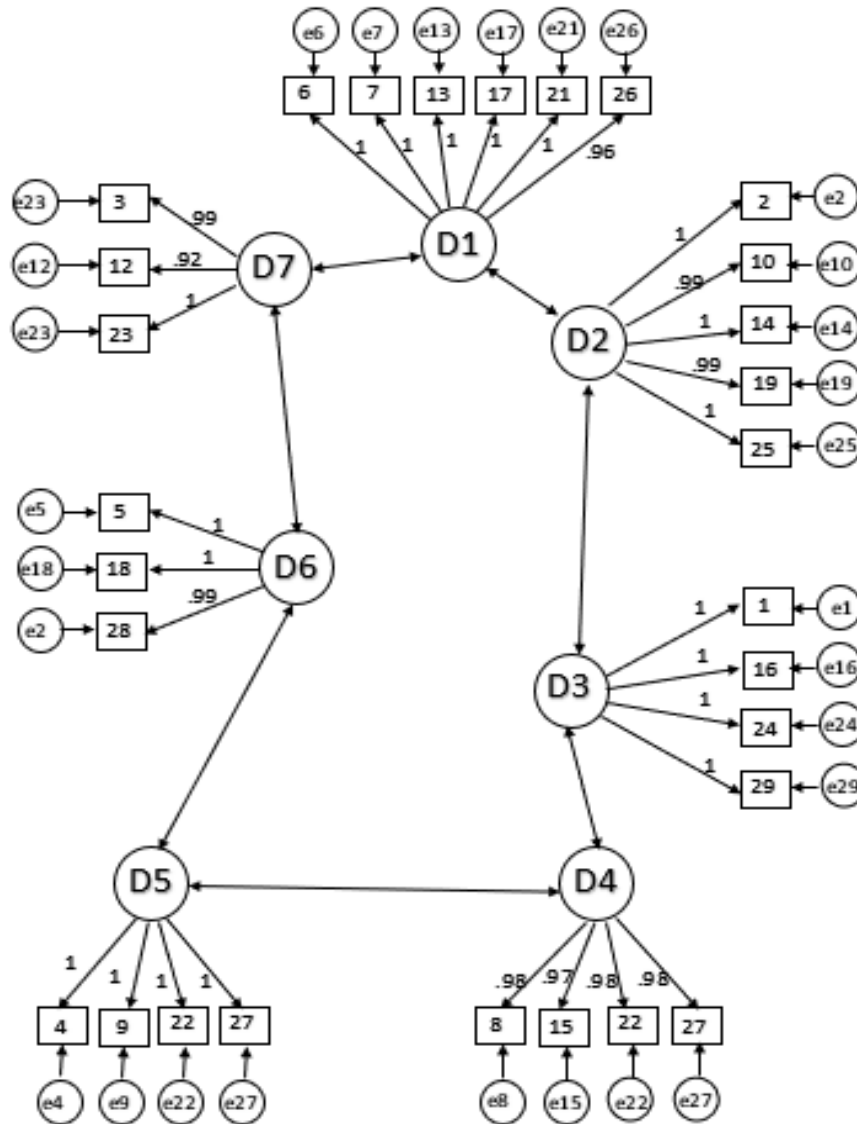 e6 e7 e13 e17 e21 e26
6 7 13 17 21 26
1 1 1 1 1 .96
D1
e23 3 .99
e12 12 .92
e23 23 1
D7
D2
1 2 e2
.99 10 e10
1 14 e14
.99 19 e19
1 25 e25
e5 5 1
e18 18 1
e2 28 .99
D6
D3
1 1 e1
1 16 e16
1 24 e24
1 29 e29
D5
1 1 1 1
4 9 22 27
e4 e9 e22 e27
D4
.98 .97 .98 .98
8 15 22 27
e8 e15 e22 e27